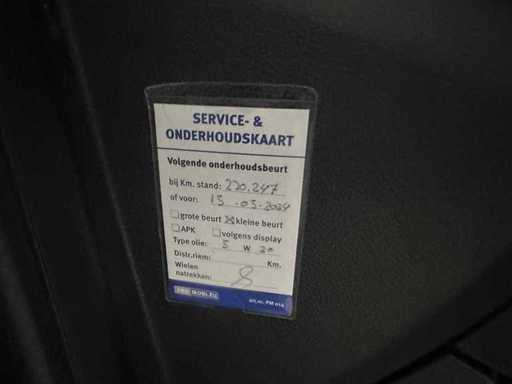 SERVICE- &
ONDERHOUDSKAART
Volgende onderhoudsbeurt
bij Km. stand: 220.247
of voor: 15-05-2024
grote beurt kleine beurt
APK volgens display
Type olie: 5 W 20
Distr.riem: Km.
Wielen
natrekken: